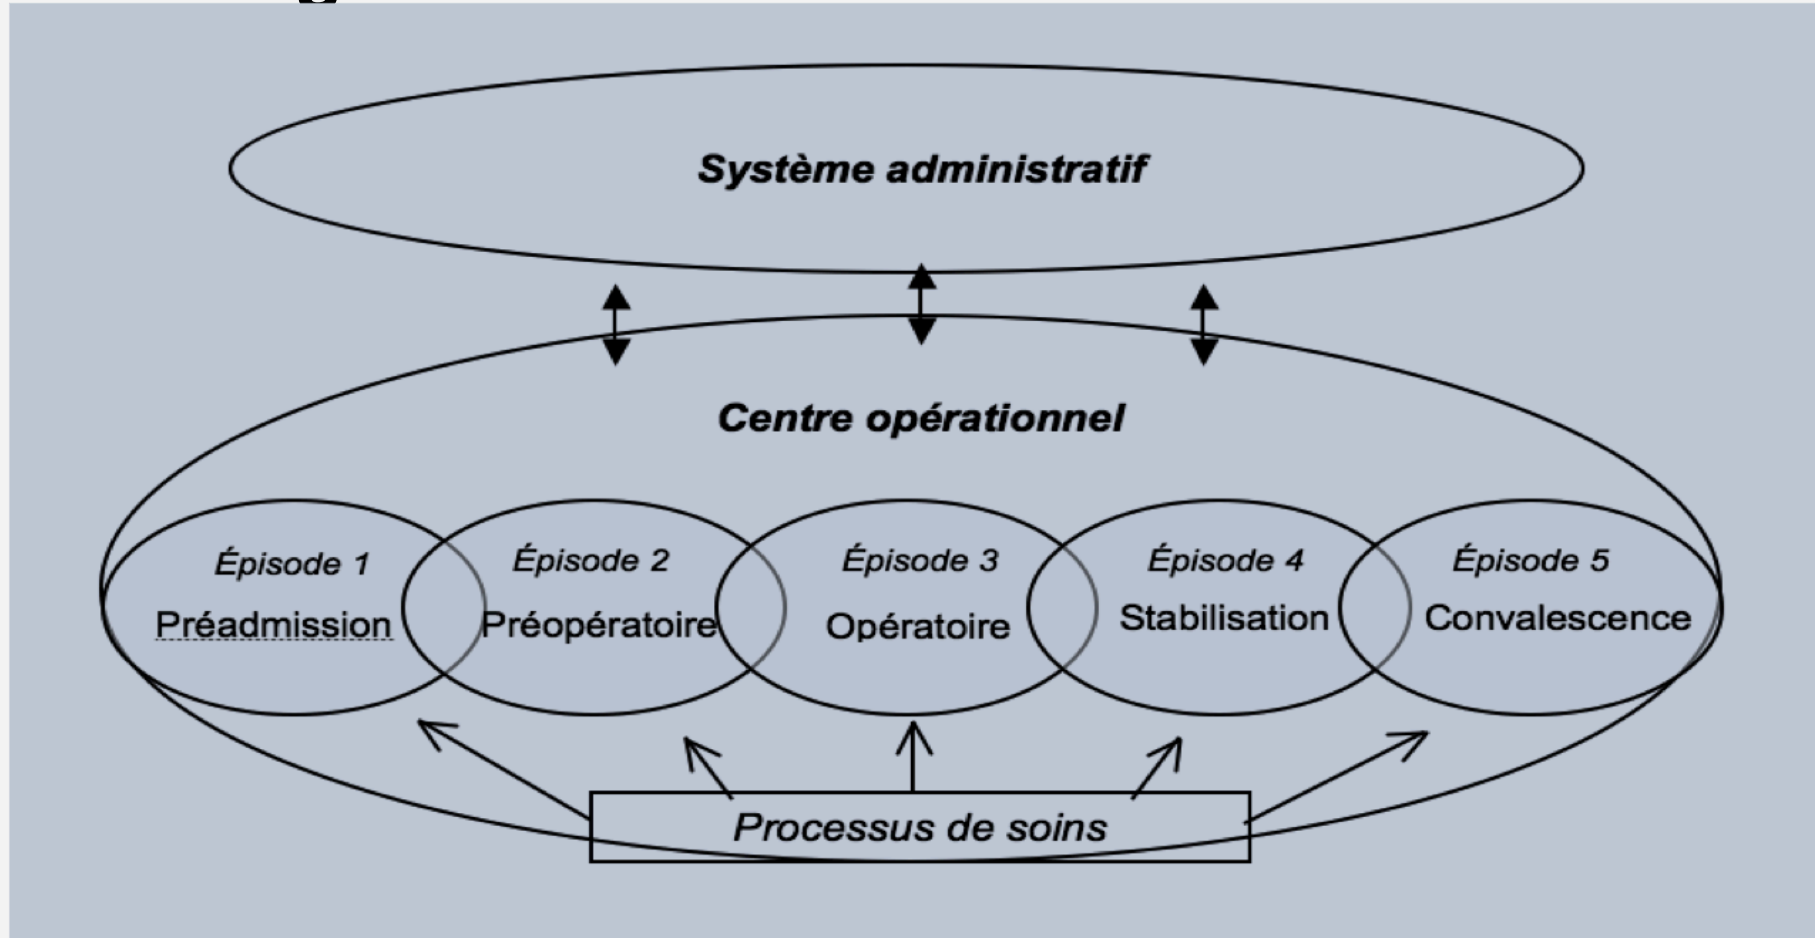 Système administratif
Centre opérationnel
Épisode 1
Préadmission
Épisode 2
Préopératoire
Épisode 3
Opératoire
Épisode 4
Stabilisation
Épisode 5
Convalescence
Processus de soins